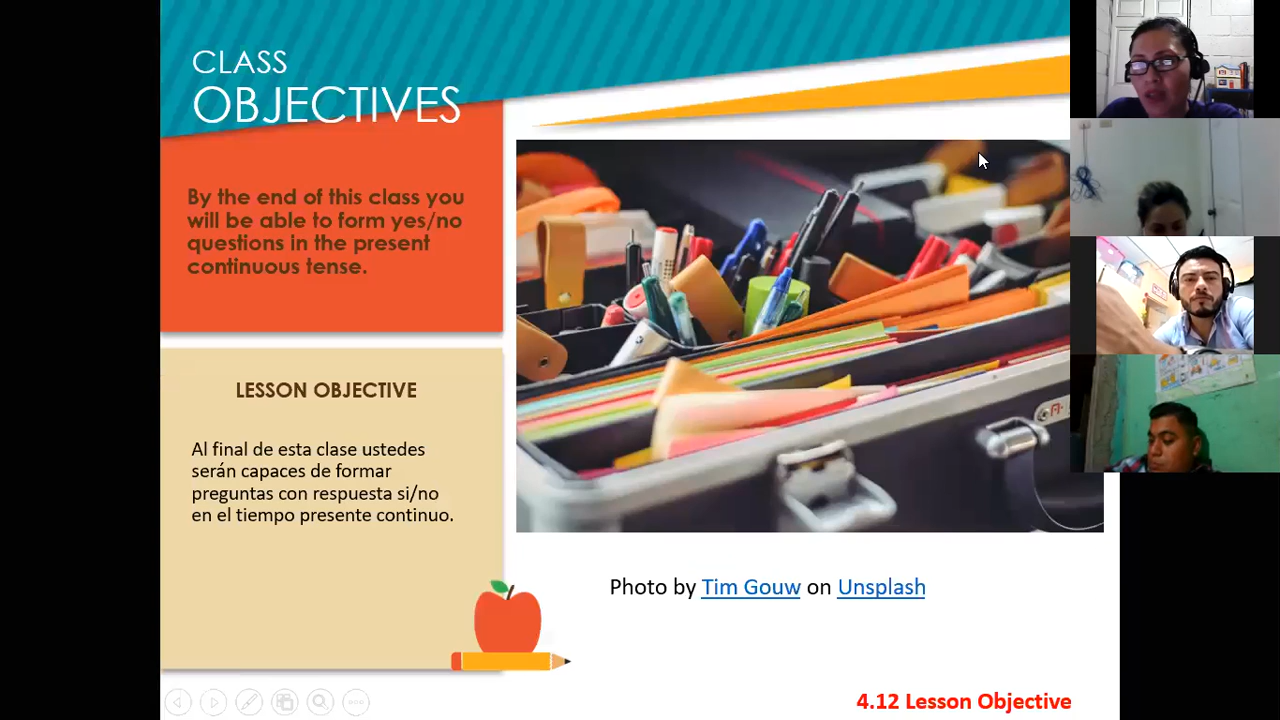 CLASS
OBJECTIVES
By the end of this class you
will be able to form yes/no
questions in the present
continuous tense.
LESSON OBJECTIVE
Al final de esta clase ustedes
serán capaces de formar
preguntas con respuesta si/no
en el tiempo presente continuo.
Photo by Tim Gouw on Unsplash
4.12 Lesson Objective